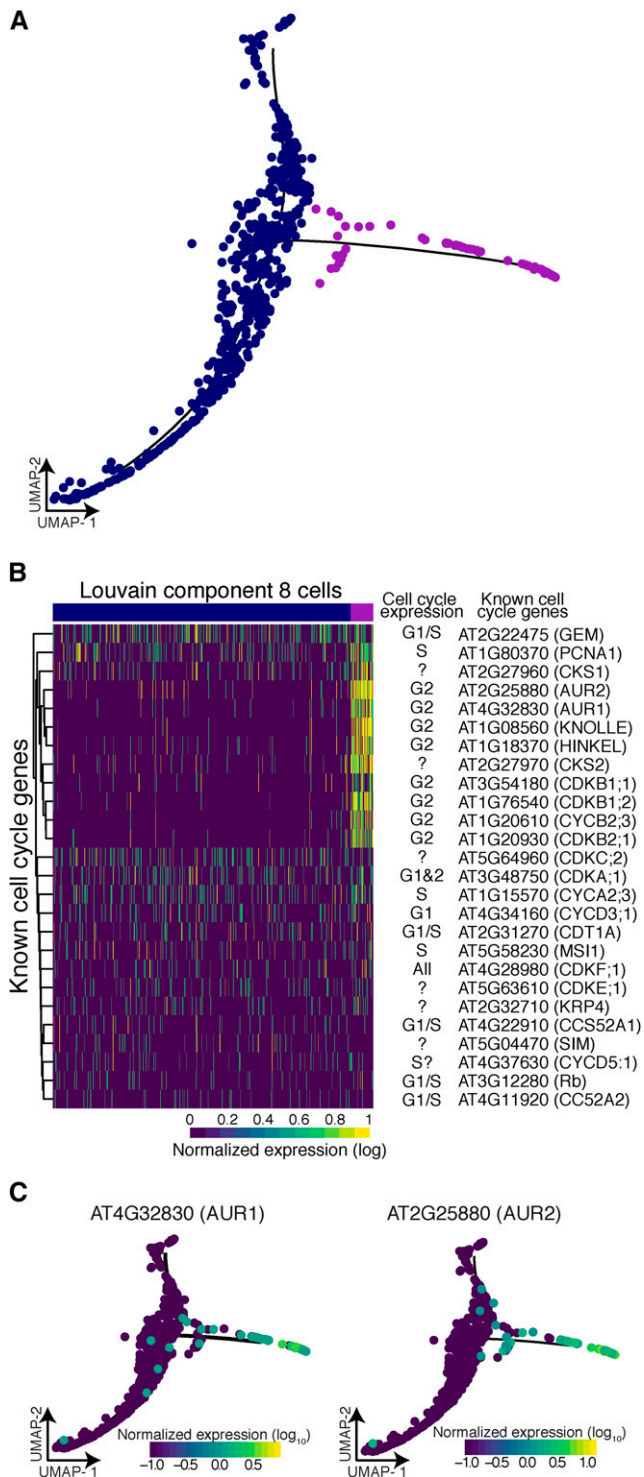 A
UMAP-2
UMAP- 1
B
Louvain component 8 cells
Cell cycle expression
Known cell cycle genes
Known cell cycle genes
G1/S AT2G22475 (GEM)
S AT1G80370 (PCNA1)
? AT2G27960 (CKS1)
G2 AT2G25880 (AUR2)
G2 AT4G32830 (AUR1)
G2 AT1G08560 (KNOLLE)
G2 AT1G18370 (HINKEL)
? AT2G27970 (CKS2)
G2 AT3G54180 (CDKB1;1)
G2 AT1G76540 (CDKB1;2)
G2 AT1G20610 (CYCB2;3)
G2 AT1G20930 (CDKB2;1)
? AT5G64960 (CDKC;2)
G1&2 AT3G48750 (CDKA;1)
S AT1G15570 (CYCA2;3)
G1 AT4G34160 (CYCD3;1)
G1/S AT2G31270 (CDT1A)
S AT5G58230 (MSI1)
All AT4G28980 (CDKF;1)
? AT5G63610 (CDKE;1)
? AT2G32710 (KRP4)
G1/S AT4G22910 (CCS52A1)
? AT5G04470 (SIM)
S? AT4G37630 (CYCD5:1)
G1/S AT3G12280 (Rb)
G1/S AT4G11920 (CC52A2)
0 0.2 0.4 0.6 0.8 1
Normalized expression (log)
C
AT4G32830 (AUR1)
AT2G25880 (AUR2)
UMAP-2
UMAP- 1
Normalized expression (log10)
−1.0 −0.5 0.0 0.5
UMAP-2
UMAP- 1
Normalized expression (log10)
−1.0 −0.5 0.0 0.5 1.0